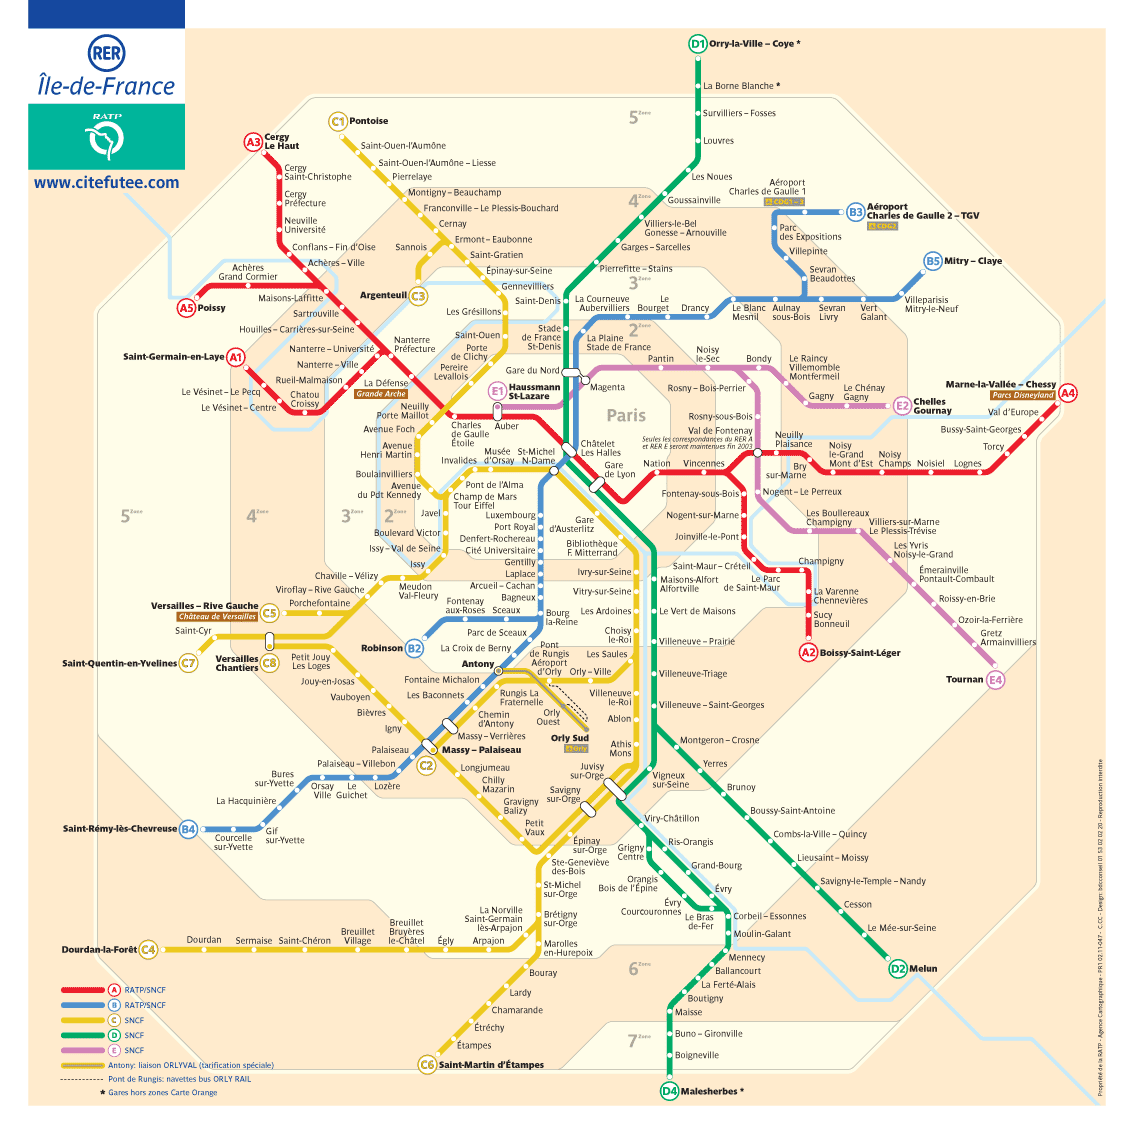 RER
Île-de-France
RATP
www.citefutee.com
D1 Orry-la-Ville – Coye *
La Borne Blanche *
Survilliers – Fosses
Louvres
Les Noues
Goussainville
Villiers-le-Bel
Gonesse – Arnouville
Garges – Sarcelles
Pierrefitte – Stains
Saint-Denis
Stade
de France
St-Denis
5 Zone
4 Zone
3 Zone
2 Zone
Paris
A3 Cergy
Le Haut
Cergy
Saint-Christophe
Cergy
Préfecture
Neuville
Université
Conflans – Fin d'Oise
Achères – Ville
Achères
Grand Cormier
A5 Poissy
Maisons-Laffitte
Sartrouville
Houilles – Carrières-sur-Seine
Nanterre – Université
Nanterre
Préfecture
Nanterre – Ville
Rueil-Malmaison
A1 Saint-Germain-en-Laye
Le Vésinet – Le Pecq
Le Vésinet – Centre
Chatou
Croissy
La Défense
Grande Arche
C1 Pontoise
Saint-Ouen-l'Aumône
Saint-Ouen-l'Aumône – Liesse
Pierrelaye
Montigny – Beauchamp
Franconville – Le Plessis-Bouchard
Cernay
Sannois
Ermont – Eaubonne
Saint-Gratien
Épinay-sur-Seine
Gennevilliers
Argenteuil C3
Les Grésillons
Saint-Ouen
Porte
de Clichy
Pereire
Levallois
Neuilly
Porte Maillot
Avenue Foch
Avenue
Henri Martin
Boulainvilliers
Avenue
du Pdt Kennedy
Champ de Mars
Tour Eiffel
Javel
Boulevard Victor
Issy – Val de Seine
Issy
Meudon
Val-Fleury
Chaville – Vélizy
Viroflay – Rive Gauche
Porchefontaine
Versailles – Rive Gauche C5
Château de Versailles
Saint-Cyr
Saint-Quentin-en-Yvelines C7
Versailles
Chantiers C8
Petit Jouy
Les Loges
Jouy-en-Josas
Vauboyen
Bièvres
Igny
Massy – Palaiseau
C2
Aéroport
Charles de Gaulle 1
CDG1 – 3
B3 Aéroport
Charles de Gaulle 2 – TGV
CDG2
Parc
des Expositions
Villepinte
Sevran
Beaudottes
B5 Mitry – Claye
Villeparisis
Mitry-le-Neuf
Vert
Galant
Sevran
Livry
Aulnay
sous-Bois
Le Blanc
Mesnil
Drancy
Le
Bourget
La Courneuve
Aubervilliers
La Plaine
Stade de France
Gare du Nord
Magenta
E1 Haussmann
St-Lazare
Auber
Charles
de Gaulle
Étoile
Châtelet
Les Halles
Gare
de Lyon
Nation
Vincennes
Pantin
Noisy
le-Sec
Bondy
Le Raincy
Villemomble
Montfermeil
Gagny
Le Chénay
Gagny
E2 Chelles
Gournay
Rosny – Bois-Perrier
Rosny-sous-Bois
Val de Fontenay
Seules les correspondances du RER A
et RER E seront maintenues fin 2003
Neuilly
Plaisance
Bry
sur-Marne
Noisy
le-Grand
Mont d'Est
Noisy
Champs
Noisiel
Lognes
Torcy
Bussy-Saint-Georges
Val d'Europe
Marne-la-Vallée – Chessy A4
Parcs Disneyland
Nogent – Le Perreux
Les Boullereaux
Champigny
Villiers-sur-Marne
Le Plessis-Trévise
Les Yvris
Noisy-le-Grand
Émerainville
Pontault-Combault
Roissy-en-Brie
Ozoir-la-Ferrière
Gretz
Armainvilliers
Tournan E4
Fontenay-sous-Bois
Nogent-sur-Marne
Joinville-le-Pont
Saint-Maur – Créteil
Le Parc
de Saint-Maur
Champigny
La Varenne
Chennevières
Sucy
Bonneuil
A2 Boissy-Saint-Léger
Musée
d'Orsay
St-Michel
N-Dame
Invalides
Pont de l'Alma
Luxembourg
Port Royal
Denfert-Rochereau
Cité Universitaire
Gentilly
Laplace
Arcueil – Cachan
Bagneux
Bourg
la-Reine
Fontenay
aux-Roses
Sceaux
Robinson B2
Parc de Sceaux
La Croix de Berny
Antony
Fontaine Michalon
Les Baconnets
Massy – Verrières
Chemin
d'Antony
Rungis La
Fraternelle
Pont
de Rungis
Aéroport
d'Orly
Orly – Ville
Les Saules
Orly
Ouest
Orly Sud
Orly
Gare
d'Austerlitz
Bibliothèque
F. Mitterrand
Ivry-sur-Seine
Vitry-sur-Seine
Les Ardoines
Choisy
le-Roi
Villeneuve
le-Roi
Ablon
Athis
Mons
Juvisy
sur-Orge
Savigny
sur-Orge
Épinay
sur-Orge
Maisons-Alfort
Alfortville
Le Vert de Maisons
Villeneuve – Prairie
Villeneuve-Triage
Villeneuve – Saint-Georges
Montgeron – Crosne
Yerres
Brunoy
Boussy-Saint-Antoine
Combs-la-Ville – Quincy
Lieusaint – Moissy
Savigny-le-Temple – Nandy
Cesson
Le Mée-sur-Seine
D2 Melun
Vigneux
sur-Seine
Viry-Châtillon
Ris-Orangis
Grigny
Centre
Grand-Bourg
Orangis
Bois de l'Épine
Évry
Évry
Courcouronnes
Le Bras
de-Fer
Corbeil – Essonnes
Moulin-Galant
Mennecy
Ballancourt
La Ferté-Alais
Boutigny
Maisse
Buno – Gironville
Boigneville
D4 Malesherbes *
5 Zone
4 Zone
3 Zone
2 Zone
6 Zone
7 Zone
Palaiseau
Palaiseau – Villebon
Lozère
Le
Guichet
Orsay
Ville
Bures
sur-Yvette
La Hacquinière
Gif
sur-Yvette
Courcelle
sur-Yvette
Saint-Rémy-lès-Chevreuse B4
Longjumeau
Chilly
Mazarin
Gravigny
Balizy
Petit
Vaux
Ste-Geneviève
des-Bois
St-Michel
sur-Orge
Brétigny
sur-Orge
Marolles
en-Hurepoix
Bouray
Lardy
Chamarande
Étréchy
Étampes
C6 Saint-Martin d'Étampes
La Norville
Saint-Germain
lès-Arpajon
Arpajon
Égly
Breuillet
Bruyères
le-Châtel
Breuillet
Village
Saint-Chéron
Sermaise
Dourdan
Dourdan-la-Forêt C4
A RATP/SNCF
B RATP/SNCF
C SNCF
D SNCF
E SNCF
Antony: liaison ORLYVAL (tarification spéciale)
Pont de Rungis: navettes bus ORLY RAIL
* Gares hors zones Carte Orange